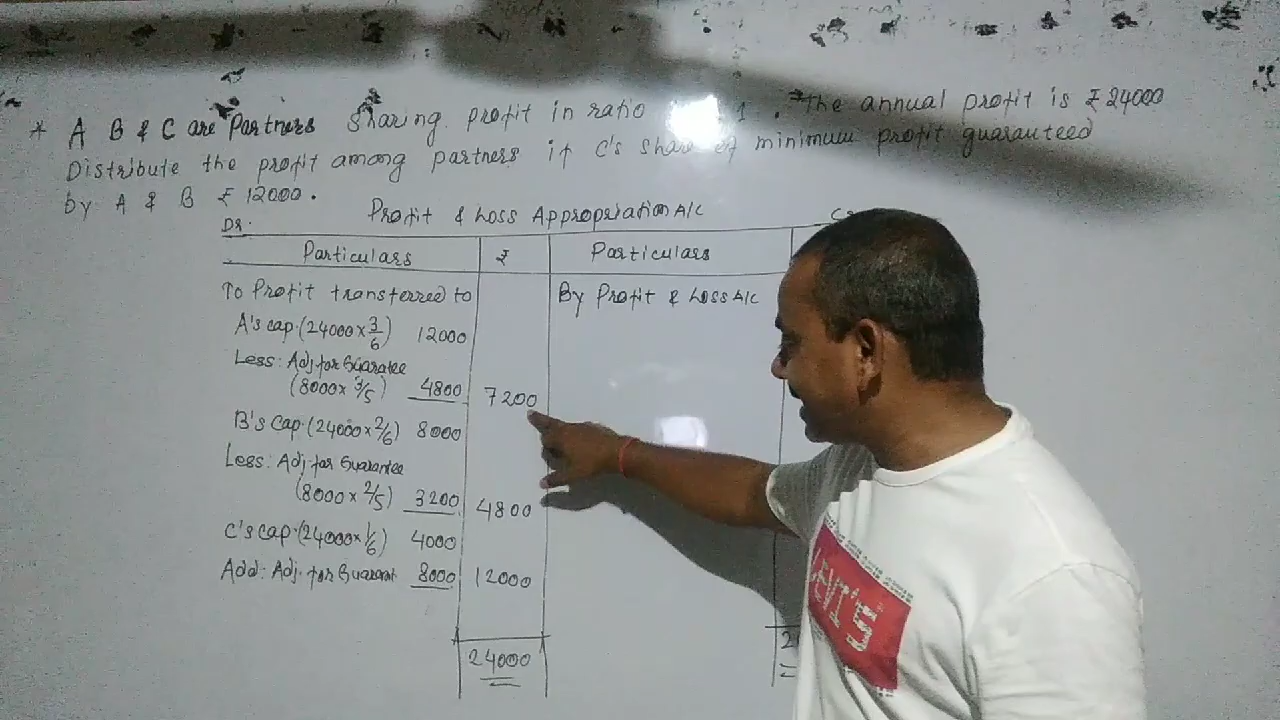 * A B & C are Partners Sharing profit in ratio 1. The annual profit is ₹ 24000
Distribute the profit among partners if C's share of minimum profit guaranteed
by A & B ₹ 12000.
Profit & Loss Appropriation A/c
Dr.
Particulars ₹ Particulars
To Profit transferred to By Profit & Loss A/c
A's cap. (24000 x 3/6) 12000
Less: Adj for Guarantee
(8000 x 3/5) 4800 7200
B's Cap. (24000 x 2/6) 8000
Less: Adj for Guarantee
(8000 x 2/5) 3200 4800
C's cap. (24000 x 1/6) 4000
Add: Adj. for Guarant 8000 12000
24000
LEVI'S